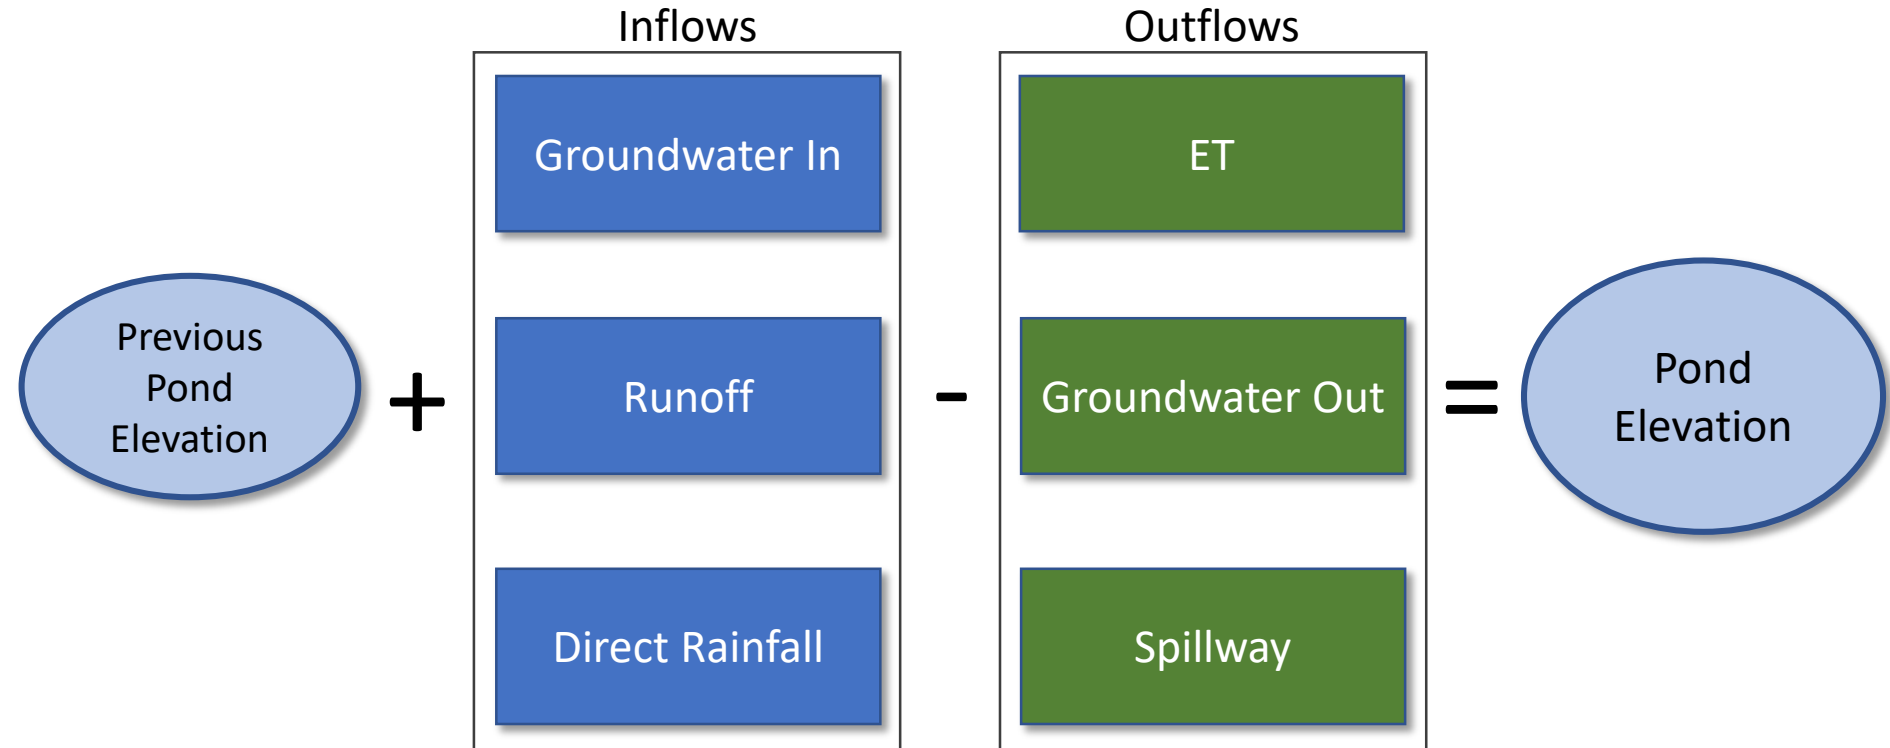 Inflows
Outflows
Previous
Pond
Elevation
+
Groundwater In
Runoff
Direct Rainfall
-
ET
Groundwater Out
Spillway
=
Pond
Elevation